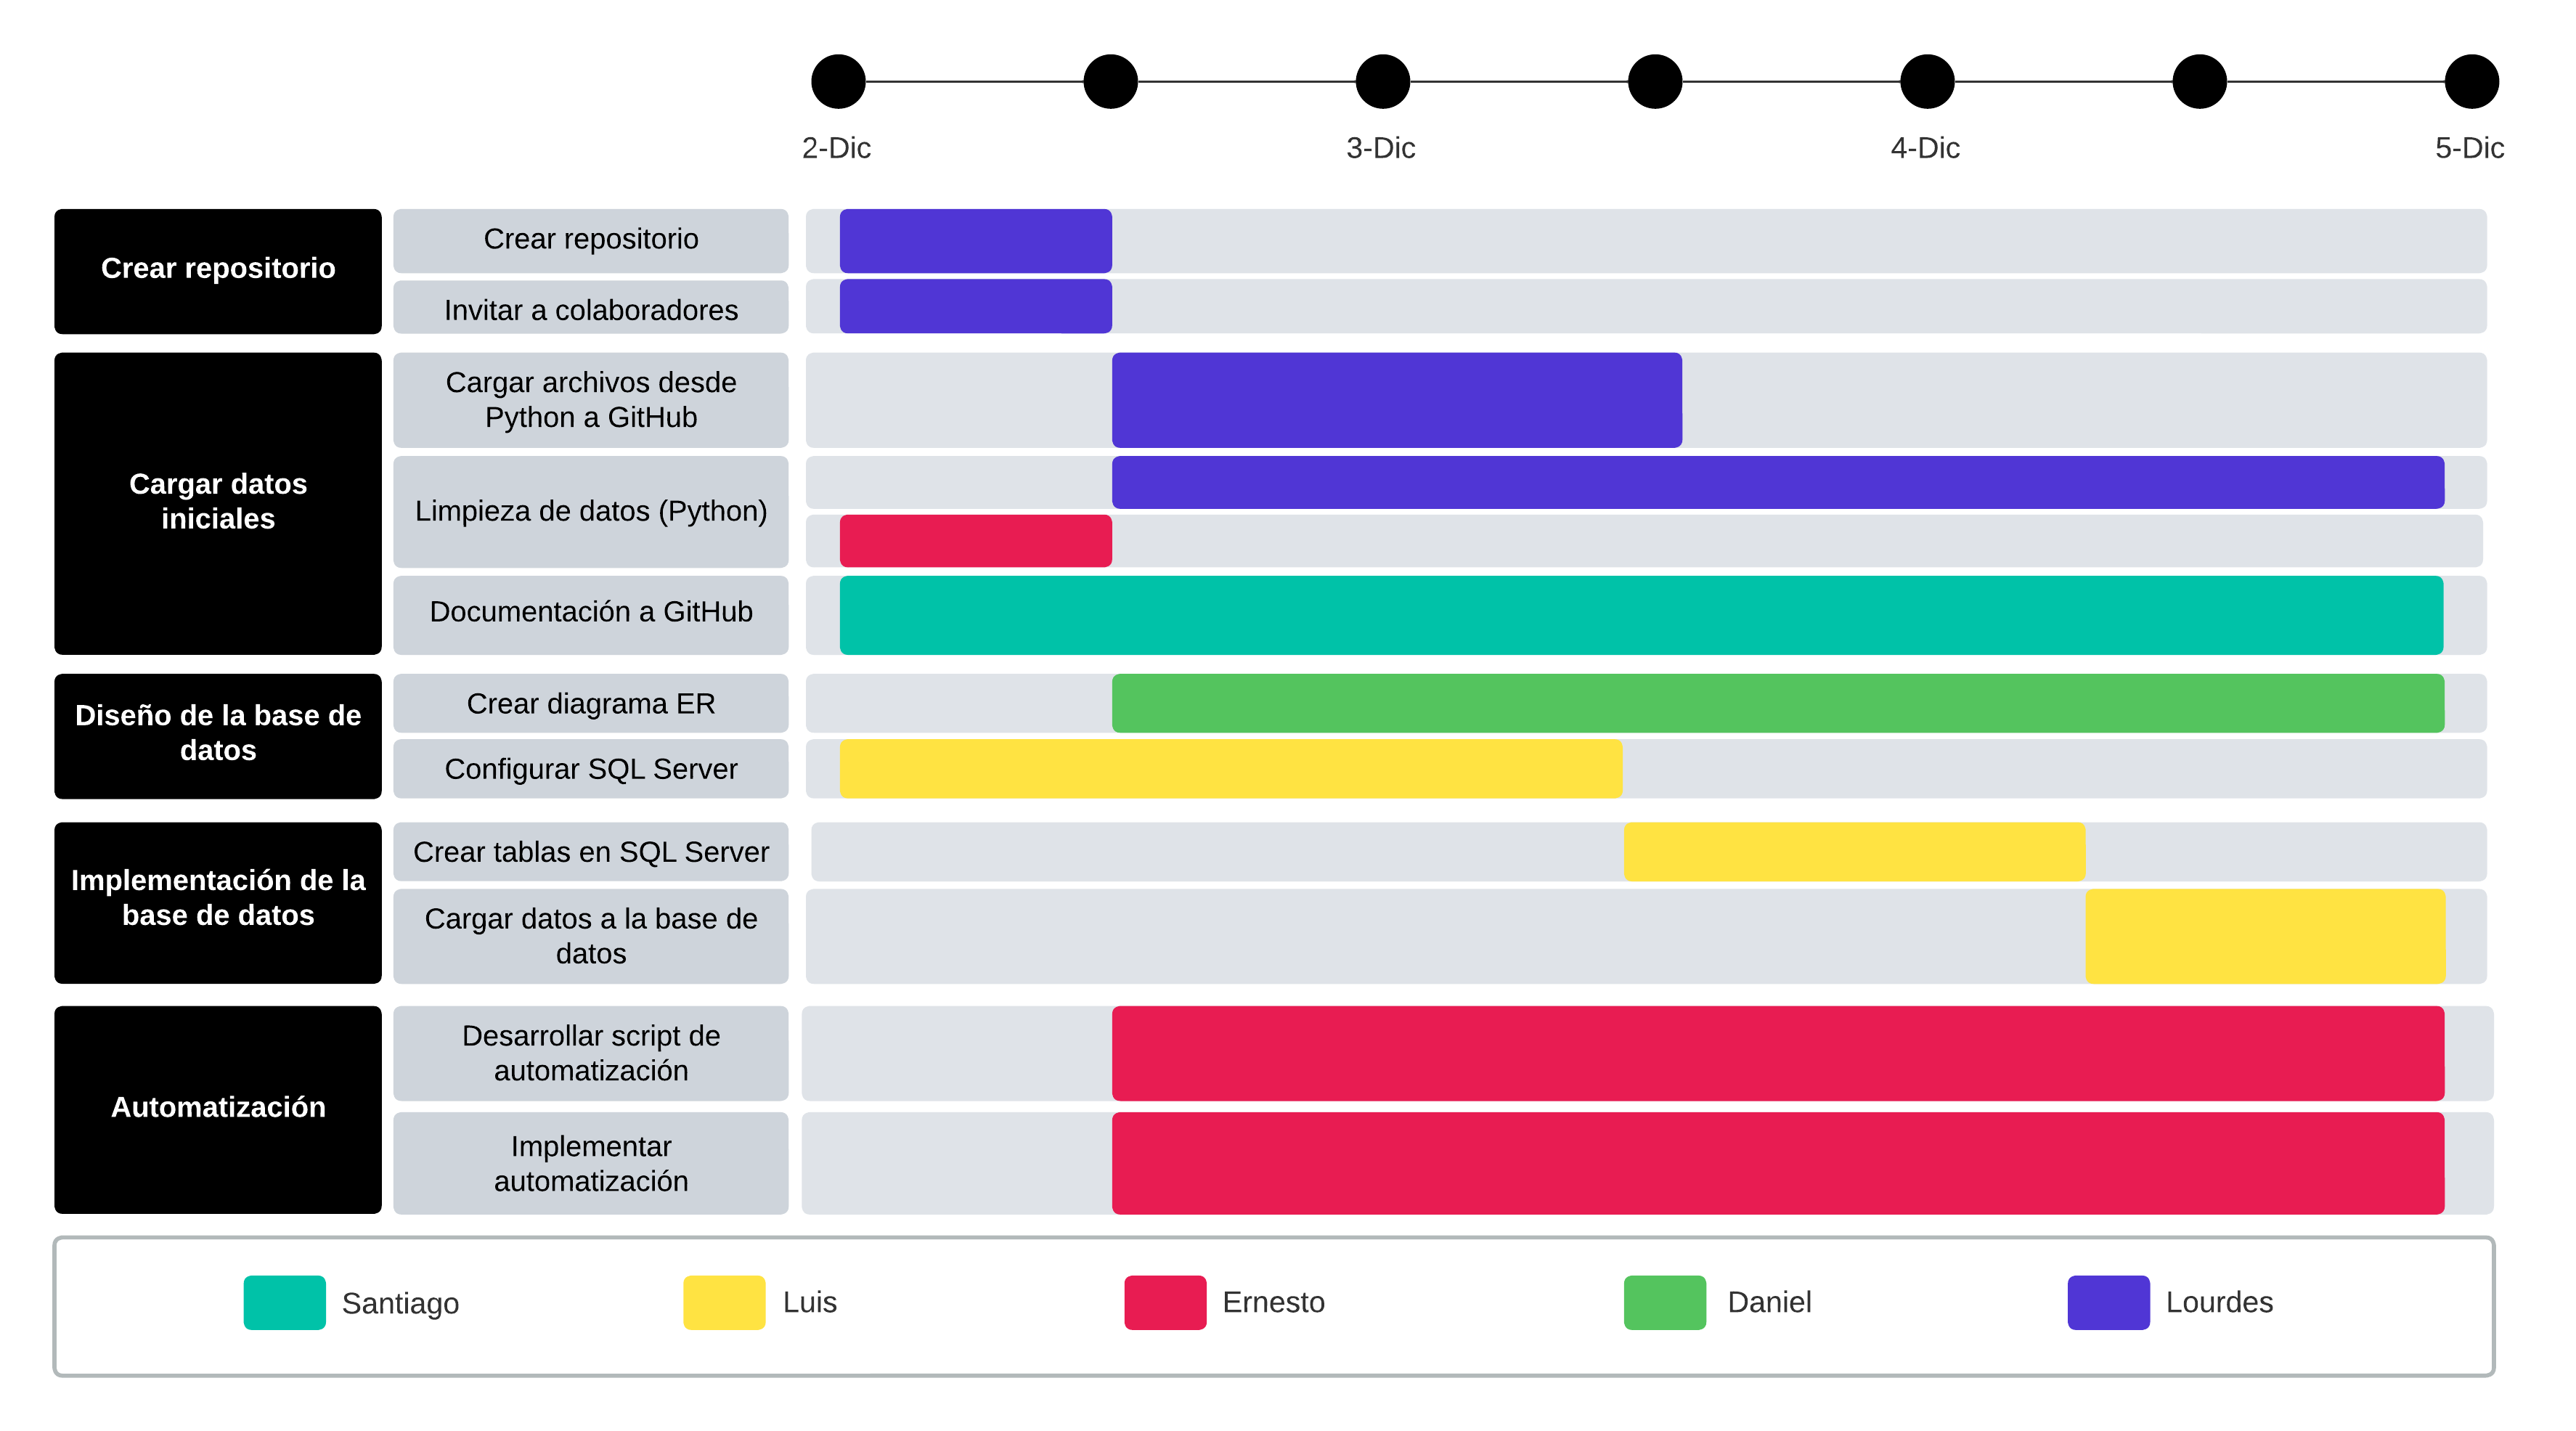 2-Dic
3-Dic
4-Dic
5-Dic
Crear repositorio
Crear repositorio
Invitar a colaboradores
Cargar datos
iniciales
Cargar archivos desde
Python a GitHub
Limpieza de datos (Python)
Documentación a GitHub
Diseño de la base de
datos
Crear diagrama ER
Configurar SQL Server
Implementación de la
base de datos
Crear tablas en SQL Server
Cargar datos a la base de
datos
Automatización
Desarrollar script de
automatización
Implementar
automatización
Santiago
Luis
Ernesto
Daniel
Lourdes